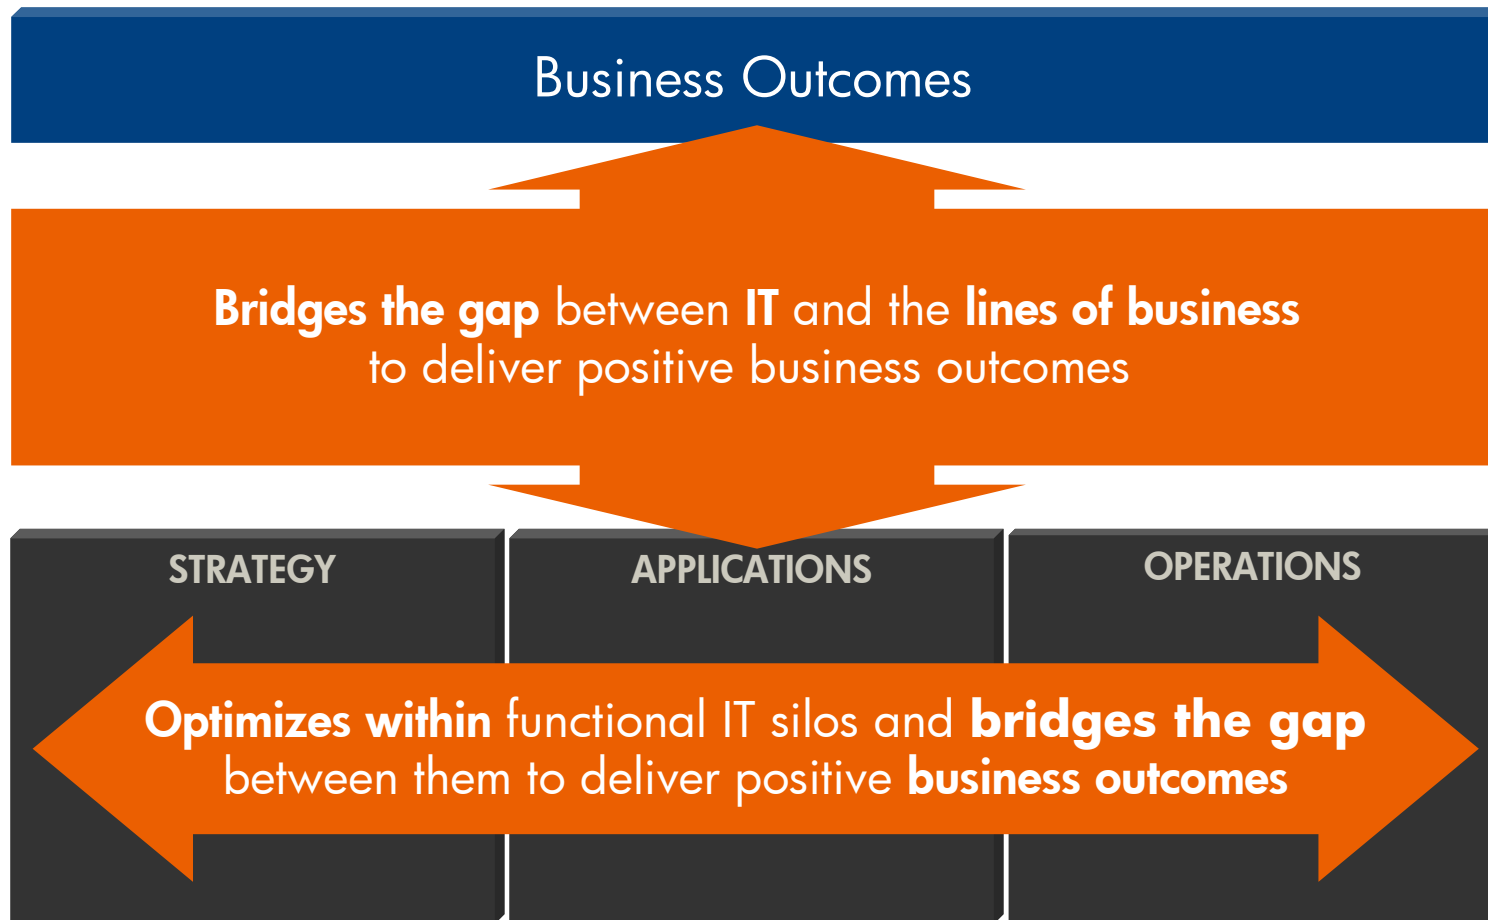 Business Outcomes
Bridges the gap between IT and the lines of business
to deliver positive business outcomes
STRATEGY
APPLICATIONS
OPERATIONS
Optimizes within functional IT silos and bridges the gap
between them to deliver positive business outcomes